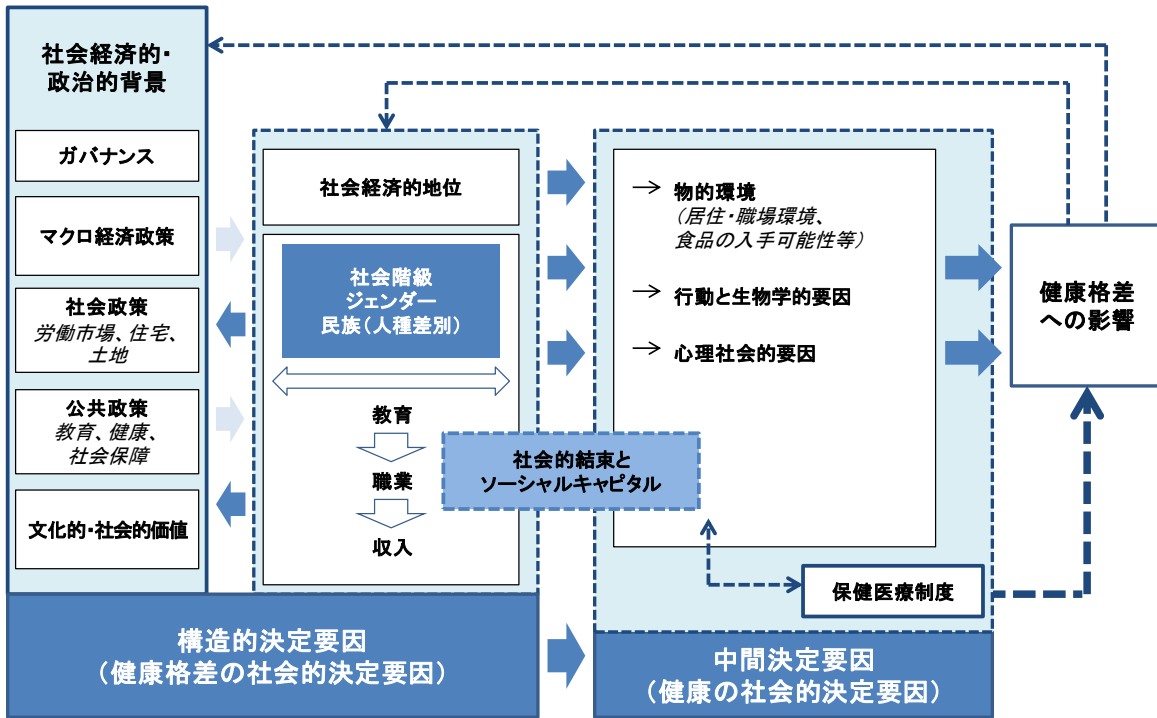 社会経済的・
政治的背景
ガバナンス
マクロ経済政策
社会政策
労働市場、住宅、
土地
公共政策
教育、健康、
社会保障
文化的・社会的価値
社会経済的地位
社会階級
ジェンダー
民族（人種差別）
教育
職業
収入
社会的結束と
ソーシャルキャピタル
物的環境
（居住・職場環境、
食品の入手可能性等）
行動と生物学的要因
心理社会的要因
保健医療制度
健康格差
への影響
構造的決定要因
（健康格差の社会的決定要因）
中間決定要因
（健康の社会的決定要因）